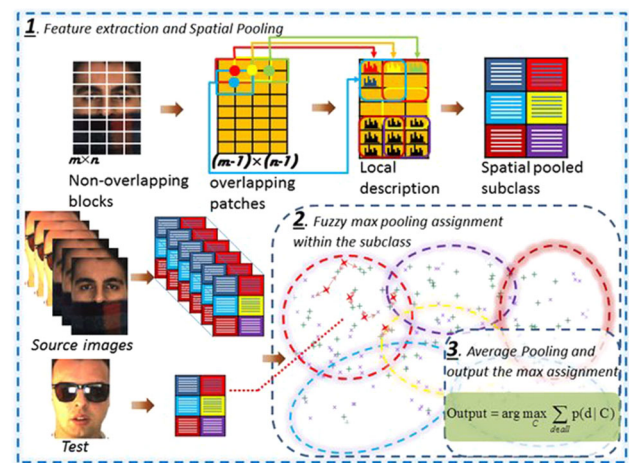 1. Feature extraction and Spatial Pooling
m×n
Non-overlapping
blocks
(m-1)×(n-1)
overlapping
patches
Local
description
Spatial pooled
subclass
Source images
Test
2. Fuzzy max pooling assignment
within the subclass
3. Average Pooling and
output the max assignment
Output = arg max_C ∑_{d∈all} p(d | C)